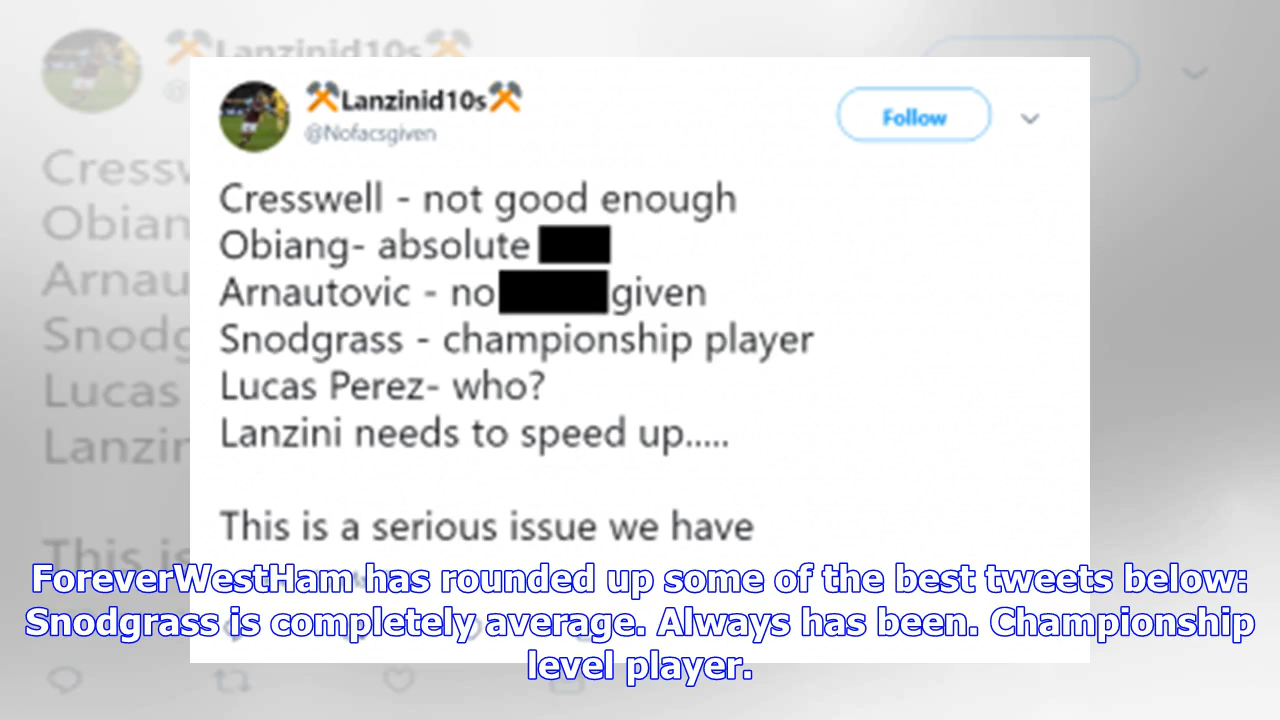 Lanzinid10s
@Nofacsgiven
Follow
Cresswell - not good enough
Obiang- absolute
Arnautovic - no given
Snodgrass - championship player
Lucas Perez- who?
Lanzini needs to speed up.....
This is a serious issue we have
ForeverWestHam has rounded up some of the best tweets below:
Snodgrass is completely average. Always has been. Championship
level player.